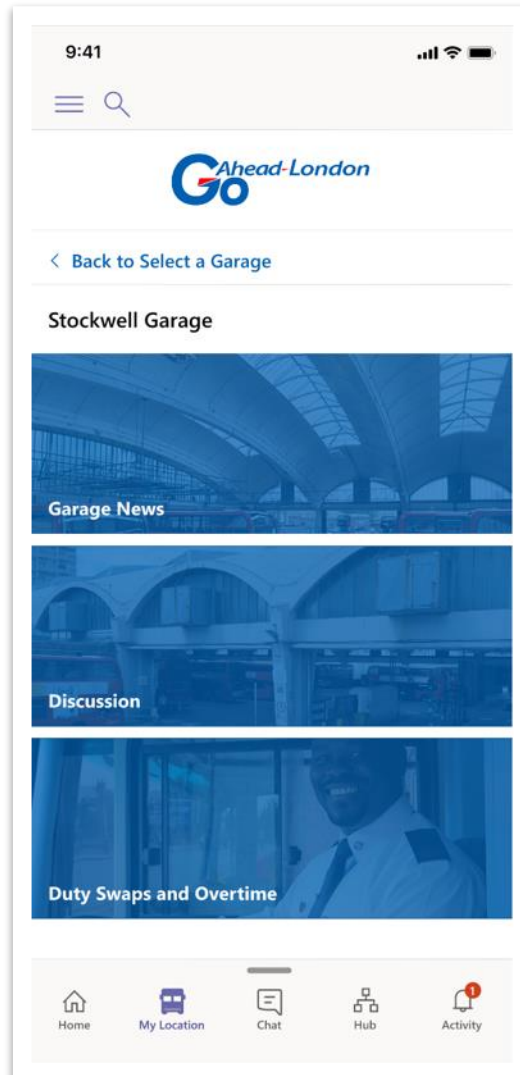 9:41
Go Ahead-London
Back to Select a Garage
Stockwell Garage
Garage News
Discussion
Duty Swaps and Overtime
1
Home My Location Chat Hub Activity